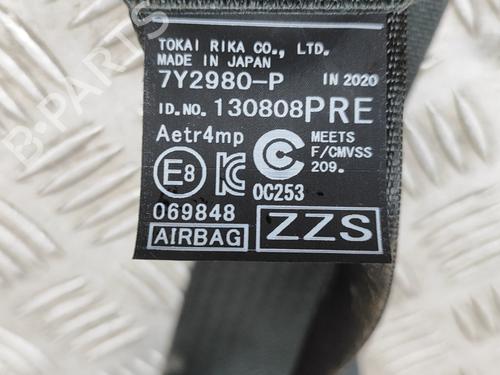 TOKAI RIKA CO., LTD.
MADE IN JAPAN
7Y2980-P IN 2020
ID.NO. 130808PRE
Aetr4mp
MEETS
F/CMVSS
209.
E8
0C253
069848
AIRBAG
ZZS
B-PARTS